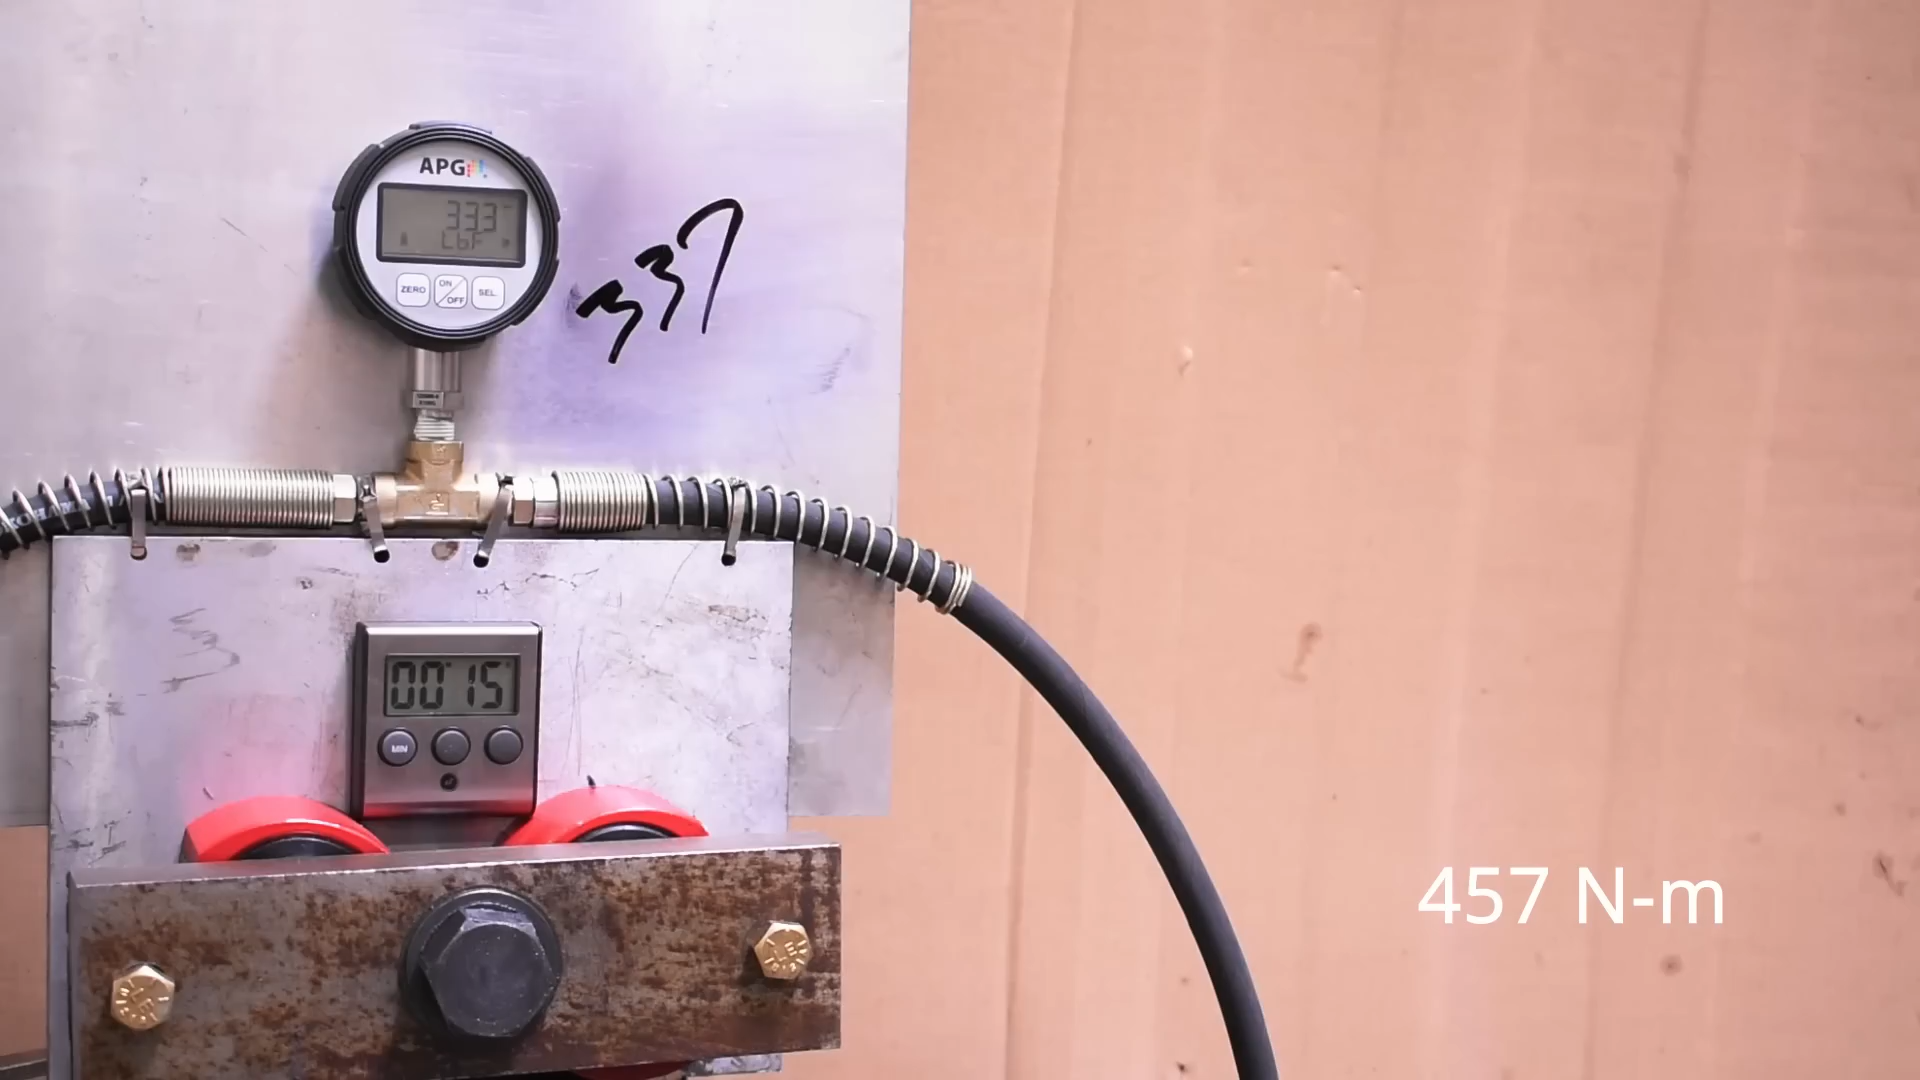 APG
333
LbF
ZERO
ON
OFF
SEL.
337
00 15
MIN
457 N-m